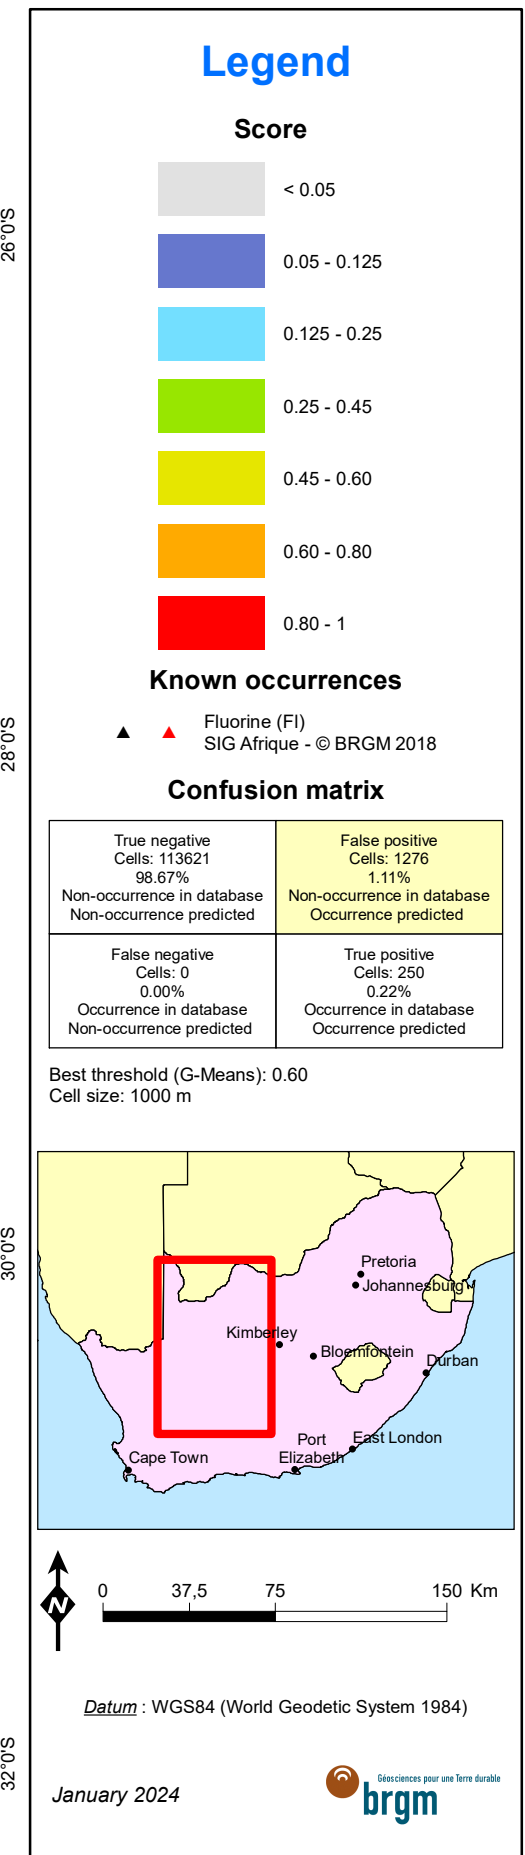 Legend
Score
< 0.05
0.05 - 0.125
0.125 - 0.25
0.25 - 0.45
0.45 - 0.60
0.60 - 0.80
0.80 - 1
Known occurrences
Fluorine (Fl)
SIG Afrique - © BRGM 2018
Confusion matrix
True negative
Cells: 113621
98.67%
Non-occurrence in database
Non-occurrence predicted
False positive
Cells: 1276
1.11%
Non-occurrence in database
Occurrence predicted
False negative
Cells: 0
0.00%
Occurrence in database
Non-occurrence predicted
True positive
Cells: 250
0.22%
Occurrence in database
Occurrence predicted
Best threshold (G-Means): 0.60
Cell size: 1000 m
Pretoria
Johannesburg
Kimberley
Bloemfontein
Durban
Port
Elizabeth
East London
Cape Town
N
0 37,5 75 150 Km
Datum : WGS84 (World Geodetic System 1984)
January 2024
Géosciences pour une Terre durable
brgm
26°0'S
28°0'S
30°0'S
32°0'S